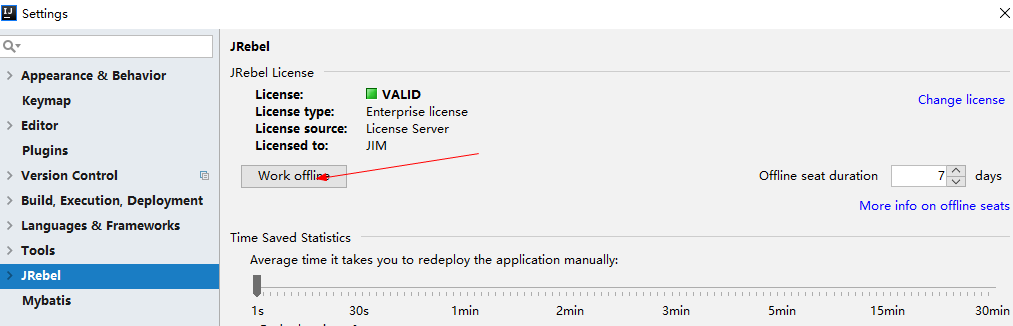 Settings
JRebel
JRebel License
Appearance & Behavior
License: VALID
Keymap
License type: Enterprise license
Change license
Editor
License source: License Server
Plugins
Licensed to: JIM
Version Control
Work offline
Offline seat duration 7 days
Build, Execution, Deployment
More info on offline seats
Languages & Frameworks
Time Saved Statistics
Tools
Average time it takes you to redeploy the application manually:
JRebel
Mybatis
1s 30s 1min 2min 3min 5min 15min 30min